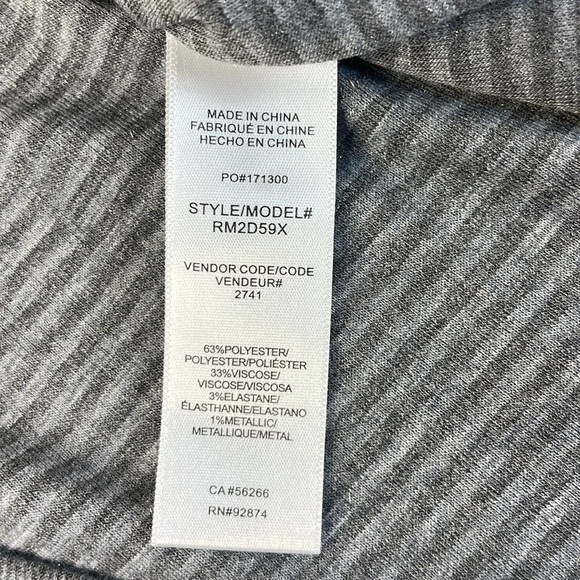 MADE IN CHINA
FABRIQUÉ EN CHINE
HECHO EN CHINA
PO#171300
STYLE/MODEL#
RM2D59X
VENDOR CODE/CODE
VENDEUR#
2741
63%POLYESTER/
POLYESTER/POLIÉSTER
33%VISCOSE/
VISCOSE/VISCOSA
3%ELASTANE/
ÉLASTHANNE/ELASTANO
1%METALLIC/
METALLIQUE/METAL
CA #56266
RN#92874